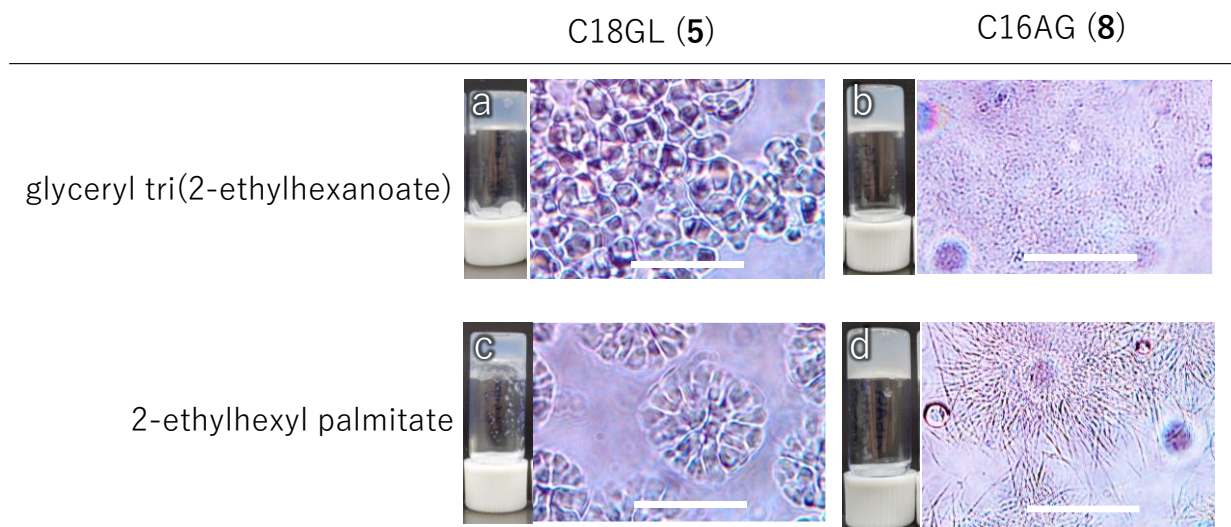 C18GL (5)
C16AG (8)
glyceryl tri(2-ethylhexanoate)
a
b
2-ethylhexyl palmitate
c
d